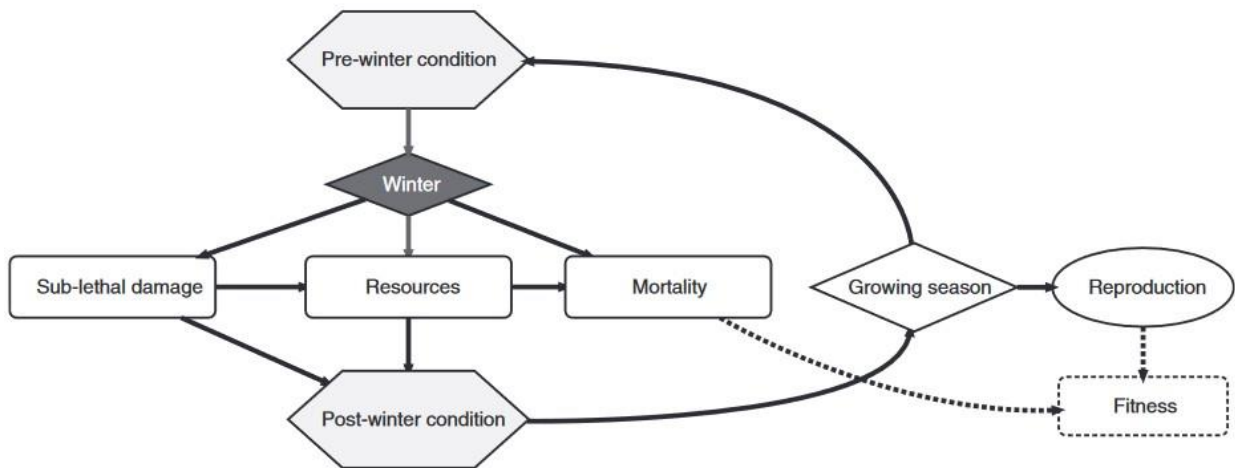 Pre-winter condition
Winter
Sub-lethal damage
Resources
Mortality
Growing season
Reproduction
Post-winter condition
Fitness